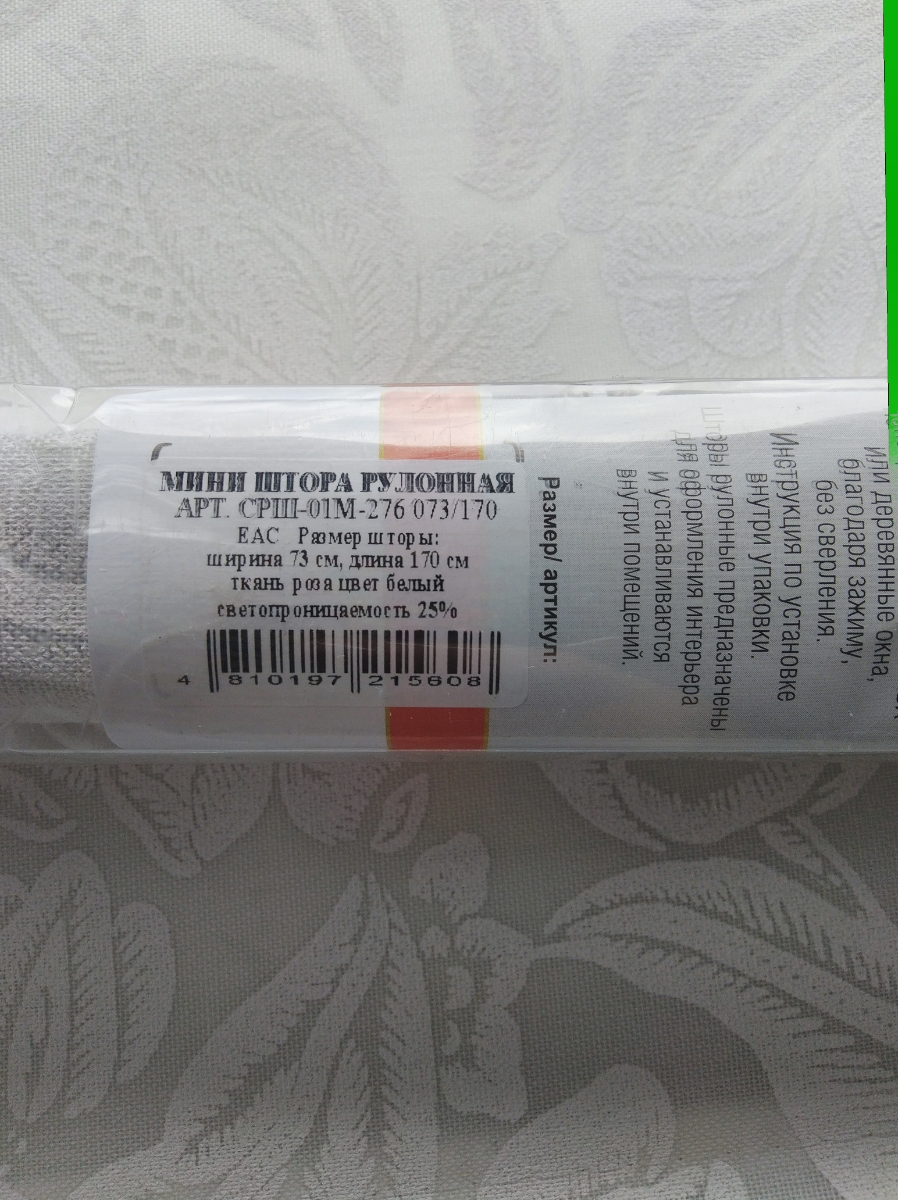 МИНИ ШТОРА РУЛОННАЯ
АРТ. СРШ-01М-276 073/170
ЕАС Размер шторы:
ширина 73 см, длина 170 см
ткань роза цвет белый
светопроницаемость 25%
4 810197 215608
Размер/ артикул:
или деревянные окна,
благодаря зажиму,
без сверления.
Инструкция по установке
внутри упаковки.
Шторы рулонные предназначены
для оформления интерьера
и устанавливаются
внутри помещений.